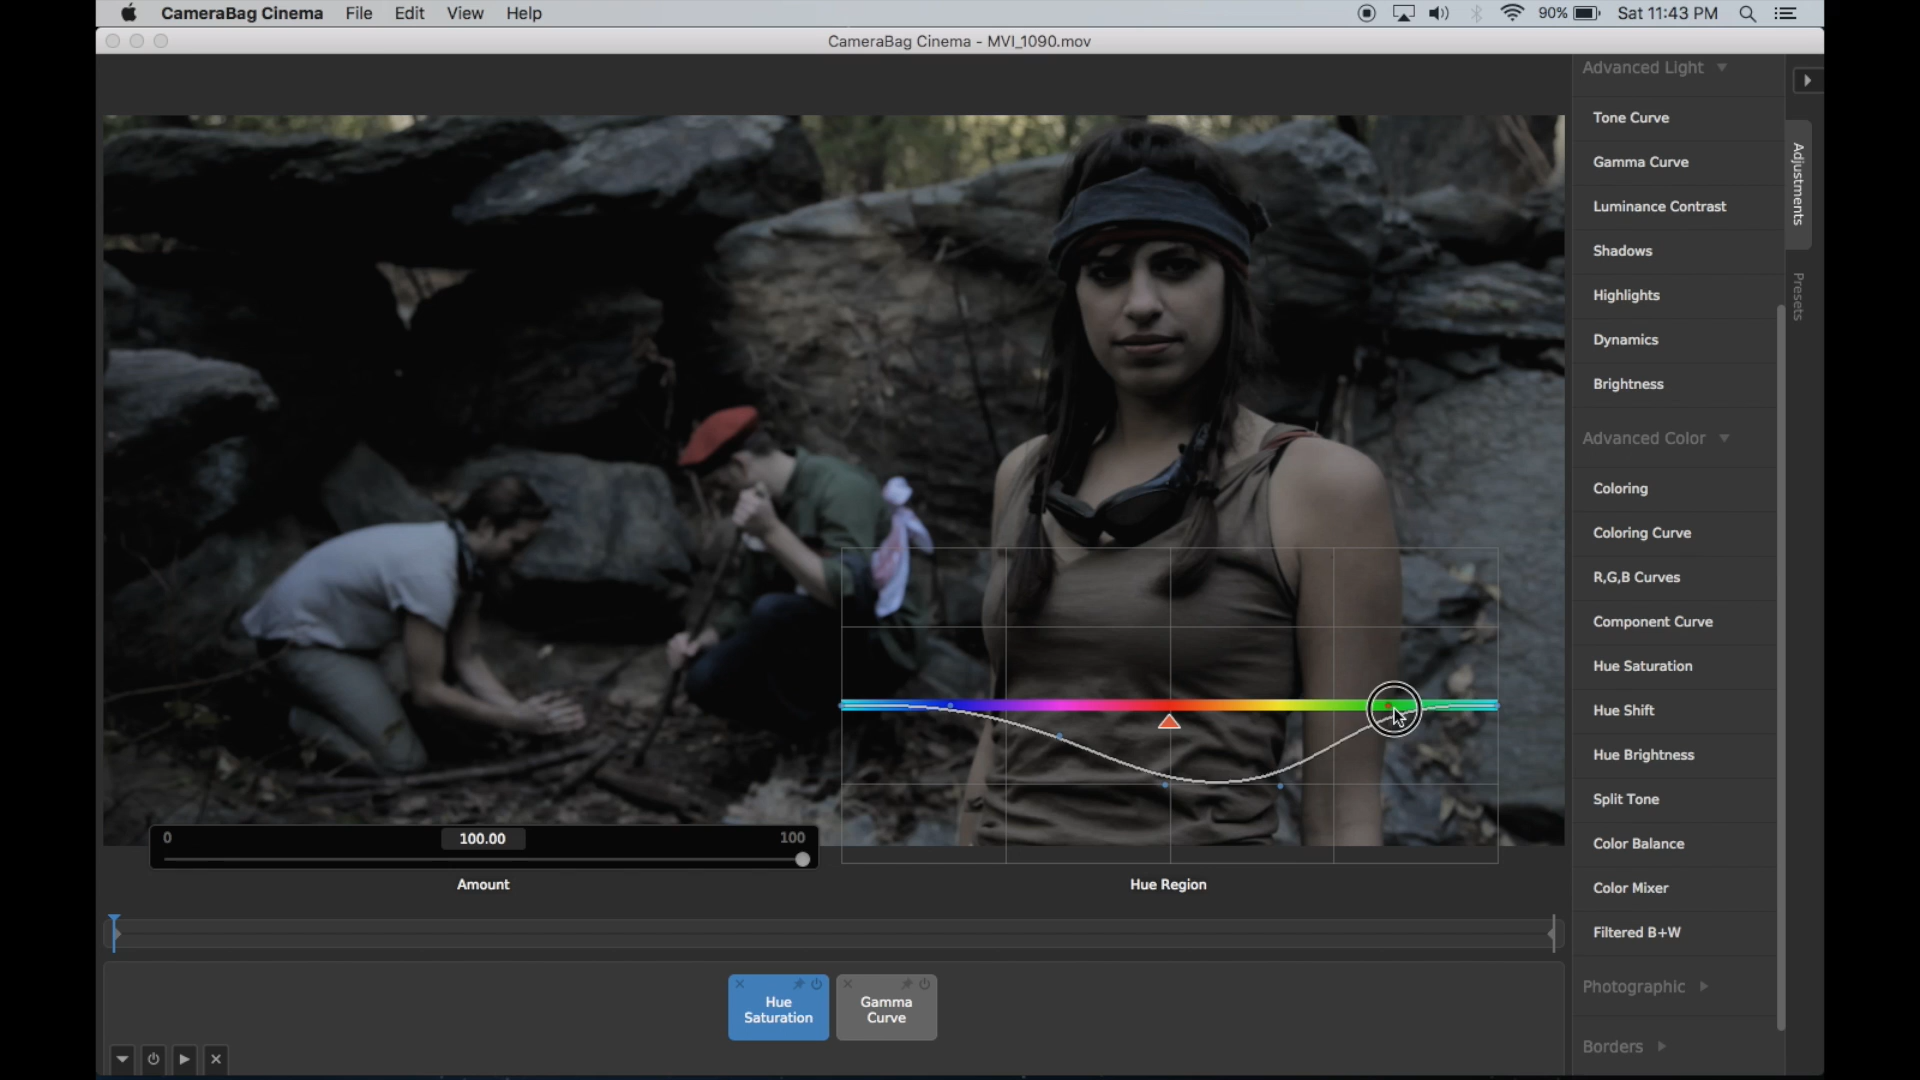 CameraBag Cinema File Edit View Help 90% Sat 11:43 PM
CameraBag Cinema - MVI_1090.mov
Advanced Light
Tone Curve
Gamma Curve
Luminance Contrast
Shadows
Highlights
Dynamics
Brightness
Advanced Color
Coloring
Coloring Curve
R,G,B Curves
Component Curve
Hue Saturation
Hue Shift
Hue Brightness
Split Tone
Color Balance
Color Mixer
Filtered B+W
Photographic
Borders
Adjustments
Presets
0 100.00 100
Amount
Hue Region
Hue
Saturation
Gamma
Curve